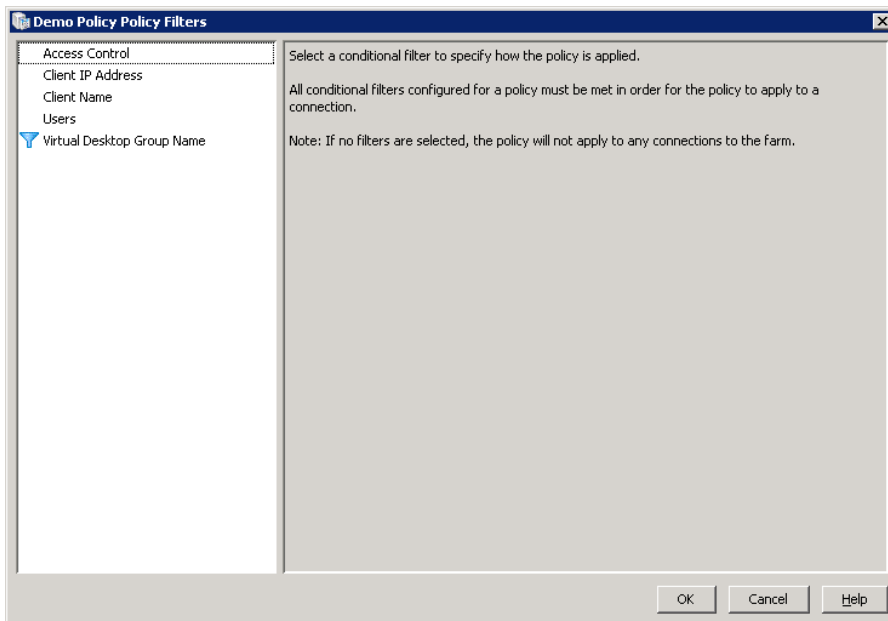 Demo Policy Policy Filters
Access Control
Client IP Address
Client Name
Users
Virtual Desktop Group Name
Select a conditional filter to specify how the policy is applied.
All conditional filters configured for a policy must be met in order for the policy to apply to a
connection.
Note: If no filters are selected, the policy will not apply to any connections to the farm.
OK
Cancel
Help